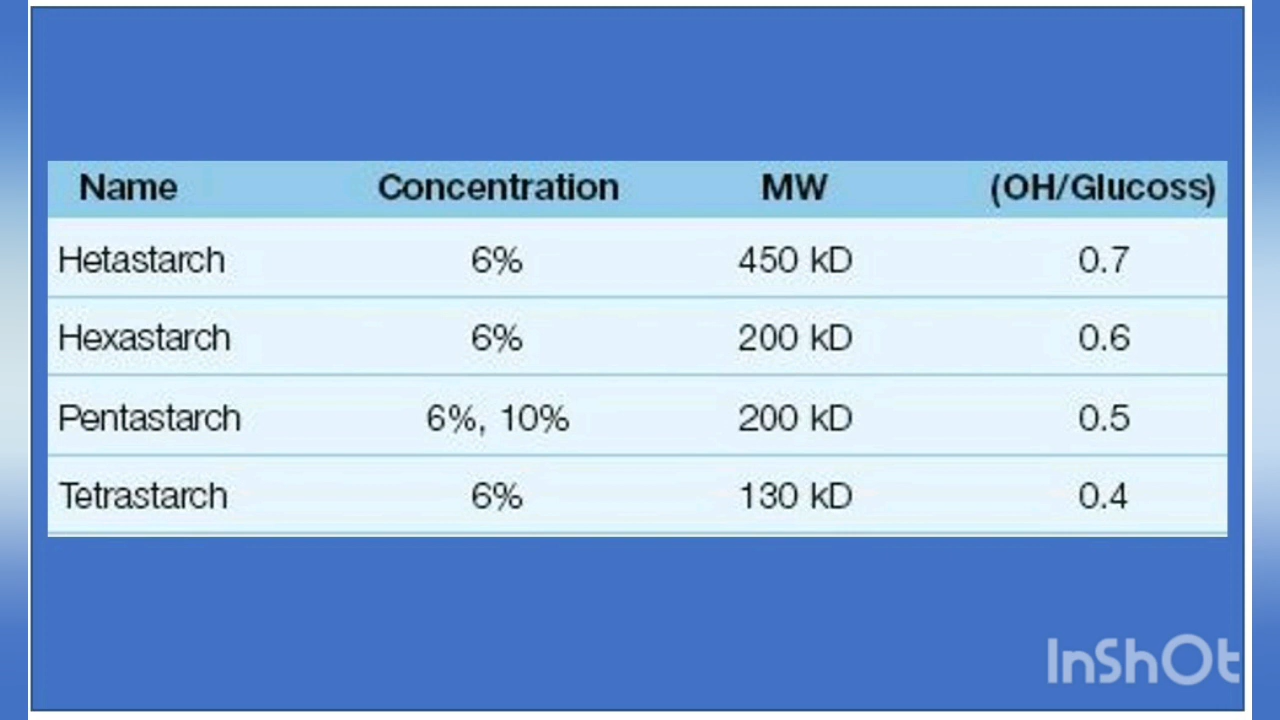 Name Concentration MW (OH/Glucoss)
Hetastarch 6% 450 kD 0.7
Hexastarch 6% 200 kD 0.6
Pentastarch 6%, 10% 200 kD 0.5
Tetrastarch 6% 130 kD 0.4
InShOt